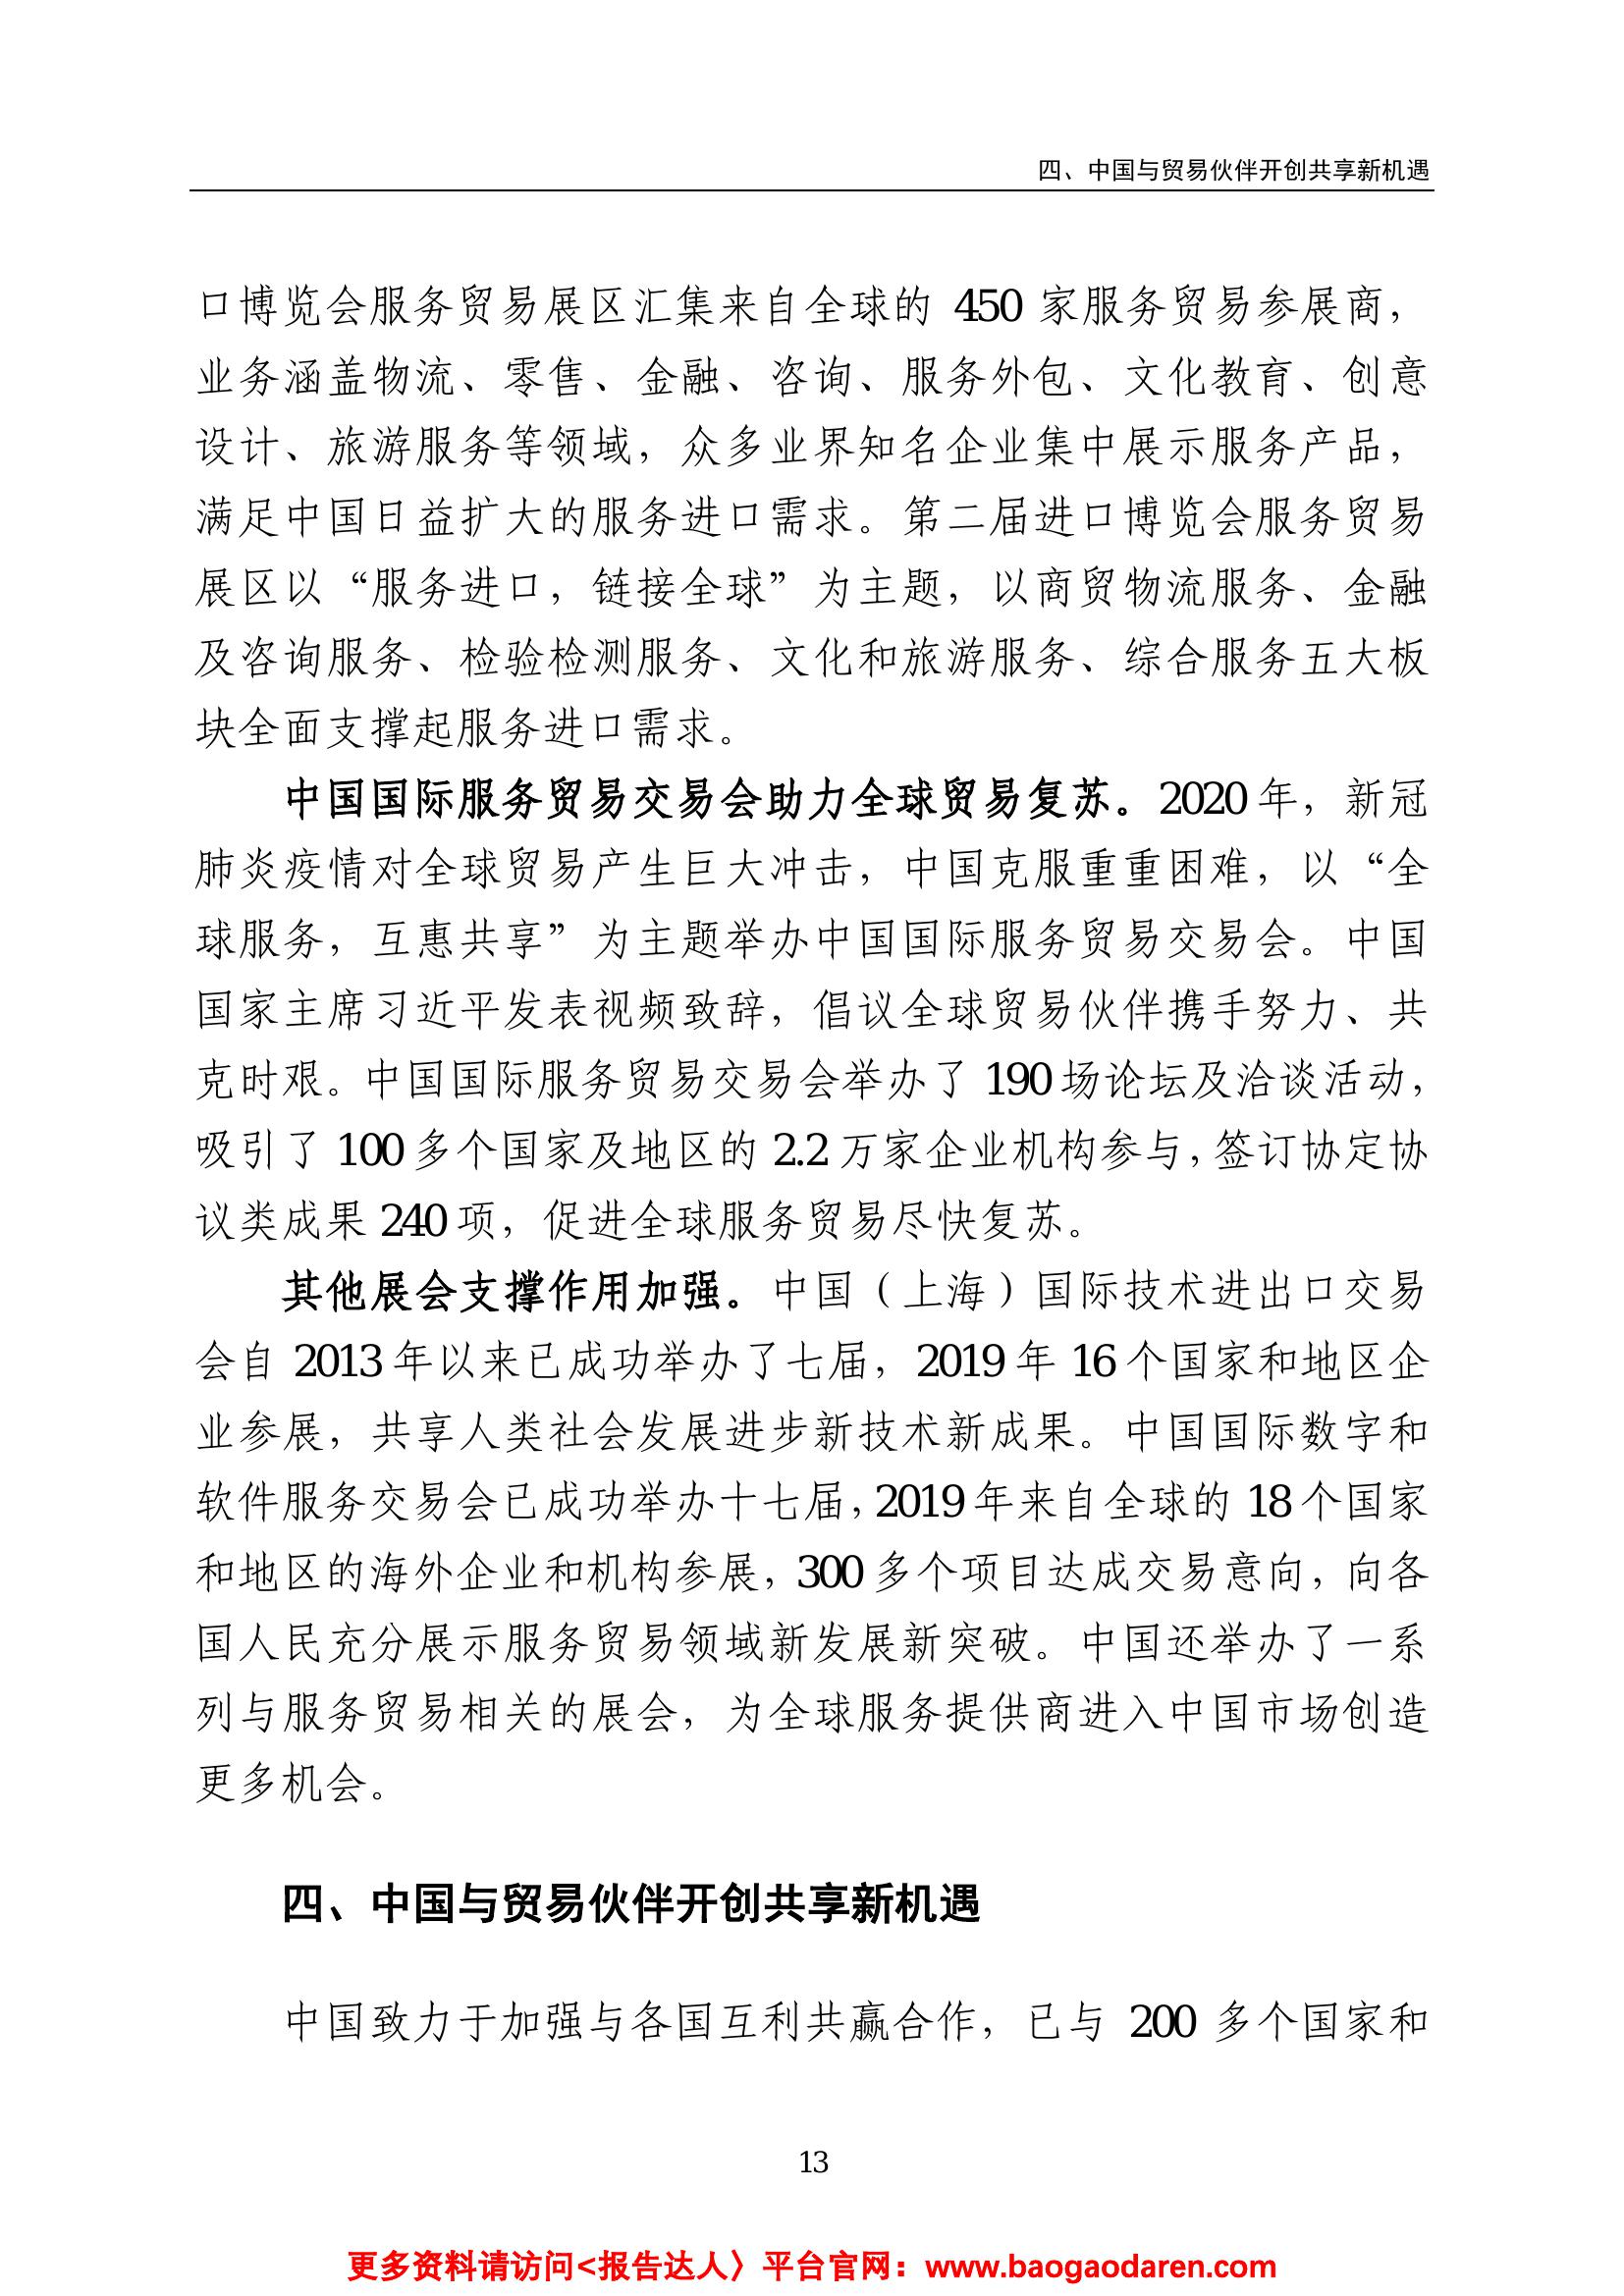 四、中国与贸易伙伴开创共享新机遇
口博览会服务贸易展区汇集来自全球的 450 家服务贸易参展商，
业务涵盖物流、零售、金融、咨询、服务外包、文化教育、创意
设计、旅游服务等领域，众多业界知名企业集中展示服务产品，
满足中国日益扩大的服务进口需求。第二届进口博览会服务贸易
展区以“服务进口，链接全球”为主题，以商贸物流服务、金融
及咨询服务、检验检测服务、文化和旅游服务、综合服务五大板
块全面支撑起服务进口需求。
中国国际服务贸易交易会助力全球贸易复苏。2020 年，新冠
肺炎疫情对全球贸易产生巨大冲击，中国克服重重困难，以“全
球服务，互惠共享”为主题举办中国国际服务贸易交易会。中国
国家主席习近平发表视频致辞，倡议全球贸易伙伴携手努力、共
克时艰。中国国际服务贸易交易会举办了 190 场论坛及洽谈活动，
吸引了 100 多个国家及地区的 2.2 万家企业机构参与，签订协定协
议类成果 240 项，促进全球服务贸易尽快复苏。
其他展会支撑作用加强。中国（上海）国际技术进出口交易
会自 2013 年以来已成功举办了七届，2019 年 16 个国家和地区企
业参展，共享人类社会发展进步新技术新成果。中国国际数字和
软件服务交易会已成功举办十七届，2019 年来自全球的 18 个国家
和地区的海外企业和机构参展，300 多个项目达成交易意向，向各
国人民充分展示服务贸易领域新发展新突破。中国还举办了一系
列与服务贸易相关的展会，为全球服务提供商进入中国市场创造
更多机会。
四、中国与贸易伙伴开创共享新机遇
中国致力于加强与各国互利共赢合作，已与 200 多个国家和
13
更多资料请访问<报告达人〉平台官网：www.baogaodaren.com